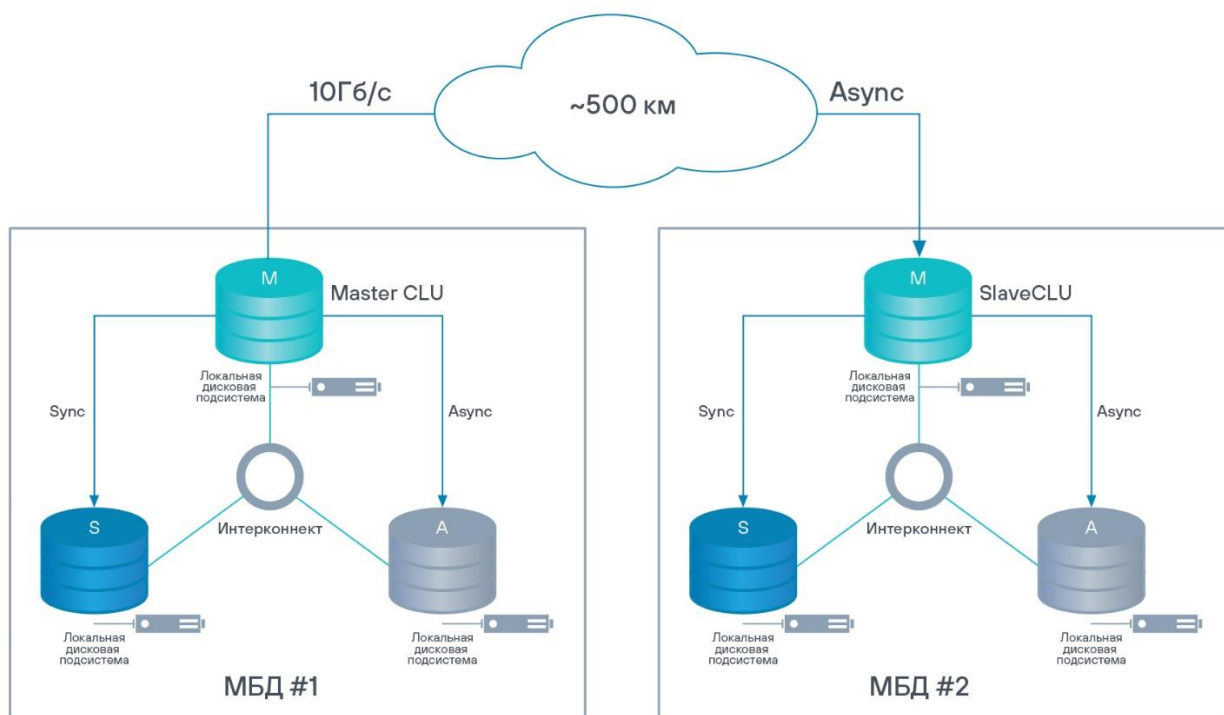 10Гб/с
~500 км
Async
M
Master CLU
Локальная
дисковая
подсистема
Sync
Async
Интерконнект
S
A
Локальная
дисковая
подсистема
Локальная
дисковая
подсистема
МБД #1
M
SlaveCLU
Локальная
дисковая
подсистема
Sync
Async
Интерконнект
S
A
Локальная
дисковая
подсистема
Локальная
дисковая
подсистема
МБД #2